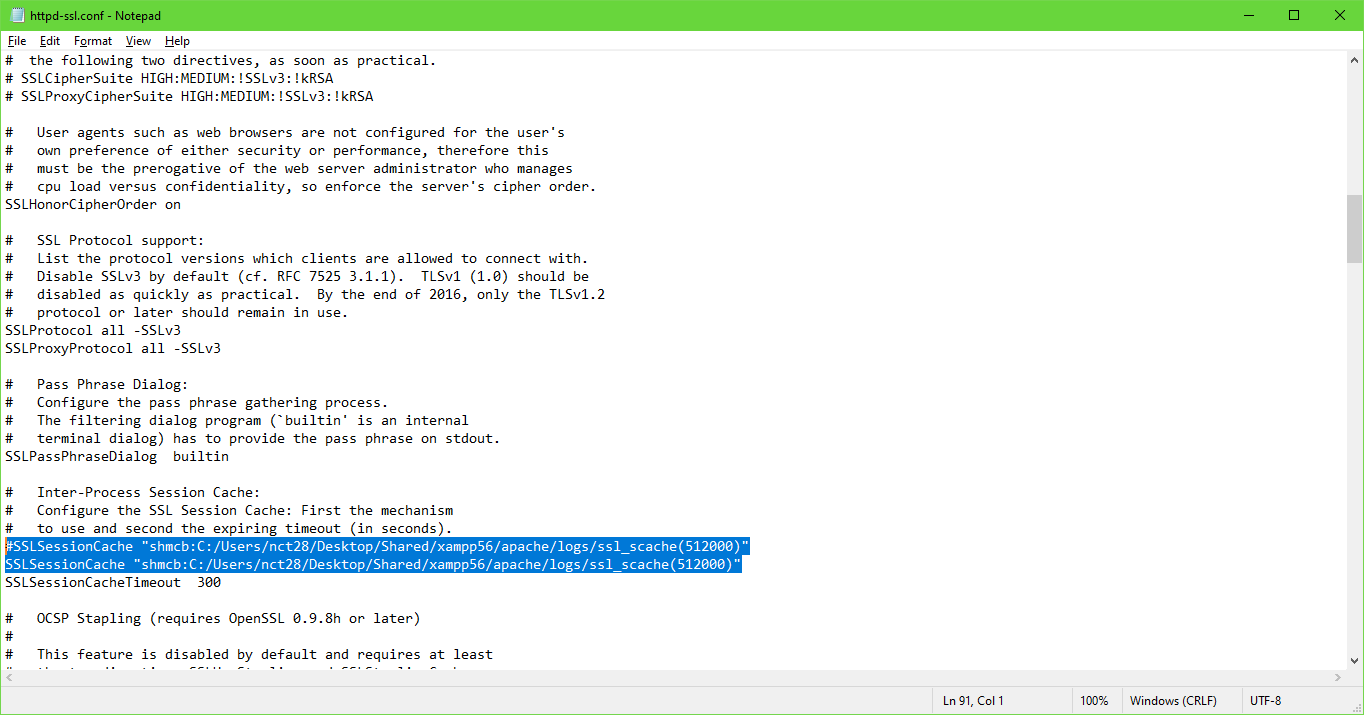 httpd-ssl.conf - Notepad
File Edit Format View Help
#  the following two directives, as soon as practical.
# SSLCipherSuite HIGH:MEDIUM:!SSLv3:!kRSA
# SSLProxyCipherSuite HIGH:MEDIUM:!SSLv3:!kRSA
#   User agents such as web browsers are not configured for the user's
#   own preference of either security or performance, therefore this
#   must be the prerogative of the web server administrator who manages
#   cpu load versus confidentiality, so enforce the server's cipher order.
SSLHonorCipherOrder on
#   SSL Protocol support:
#   List the protocol versions which clients are allowed to connect with.
#   Disable SSLv3 by default (cf. RFC 7525 3.1.1).  TLSv1 (1.0) should be
#   disabled as quickly as practical.  By the end of 2016, only the TLSv1.2
#   protocol or later should remain in use.
SSLProtocol all -SSLv3
SSLProxyProtocol all -SSLv3
#   Pass Phrase Dialog:
#   Configure the pass phrase gathering process.
#   The filtering dialog program (`builtin' is an internal
#   terminal dialog) has to provide the pass phrase on stdout.
SSLPassPhraseDialog  builtin
#   Inter-Process Session Cache:
#   Configure the SSL Session Cache: First the mechanism
#   to use and second the expiring timeout (in seconds).
#SSLSessionCache "shmcb:C:/Users/nct28/Desktop/Shared/xampp56/apache/logs/ssl_scache(512000)"
SSLSessionCache "shmcb:C:/Users/nct28/Desktop/Shared/xampp56/apache/logs/ssl_scache(512000)"
SSLSessionCacheTimeout  300
#   OCSP Stapling (requires OpenSSL 0.9.8h or later)
#
#   This feature is disabled by default and requires at least
Ln 91, Col 1 100% Windows (CRLF) UTF-8